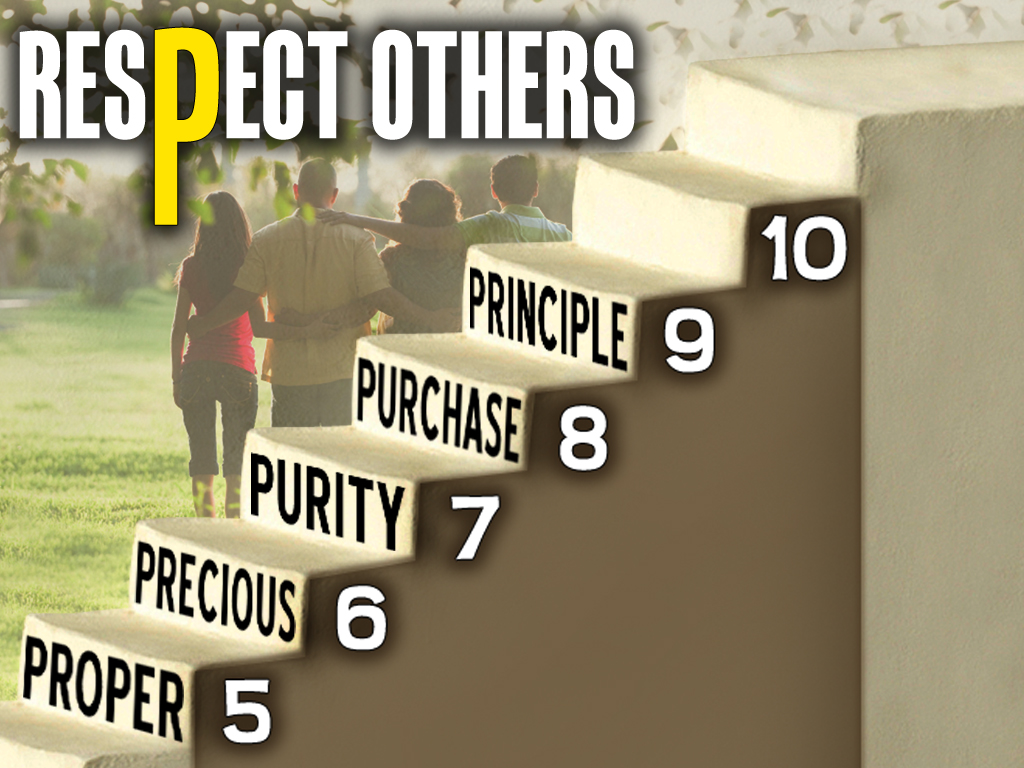 RESPECT OTHERS
10
PRINCIPLE
9
PURCHASE
8
PURITY
7
PRECIOUS
6
PROPER
5